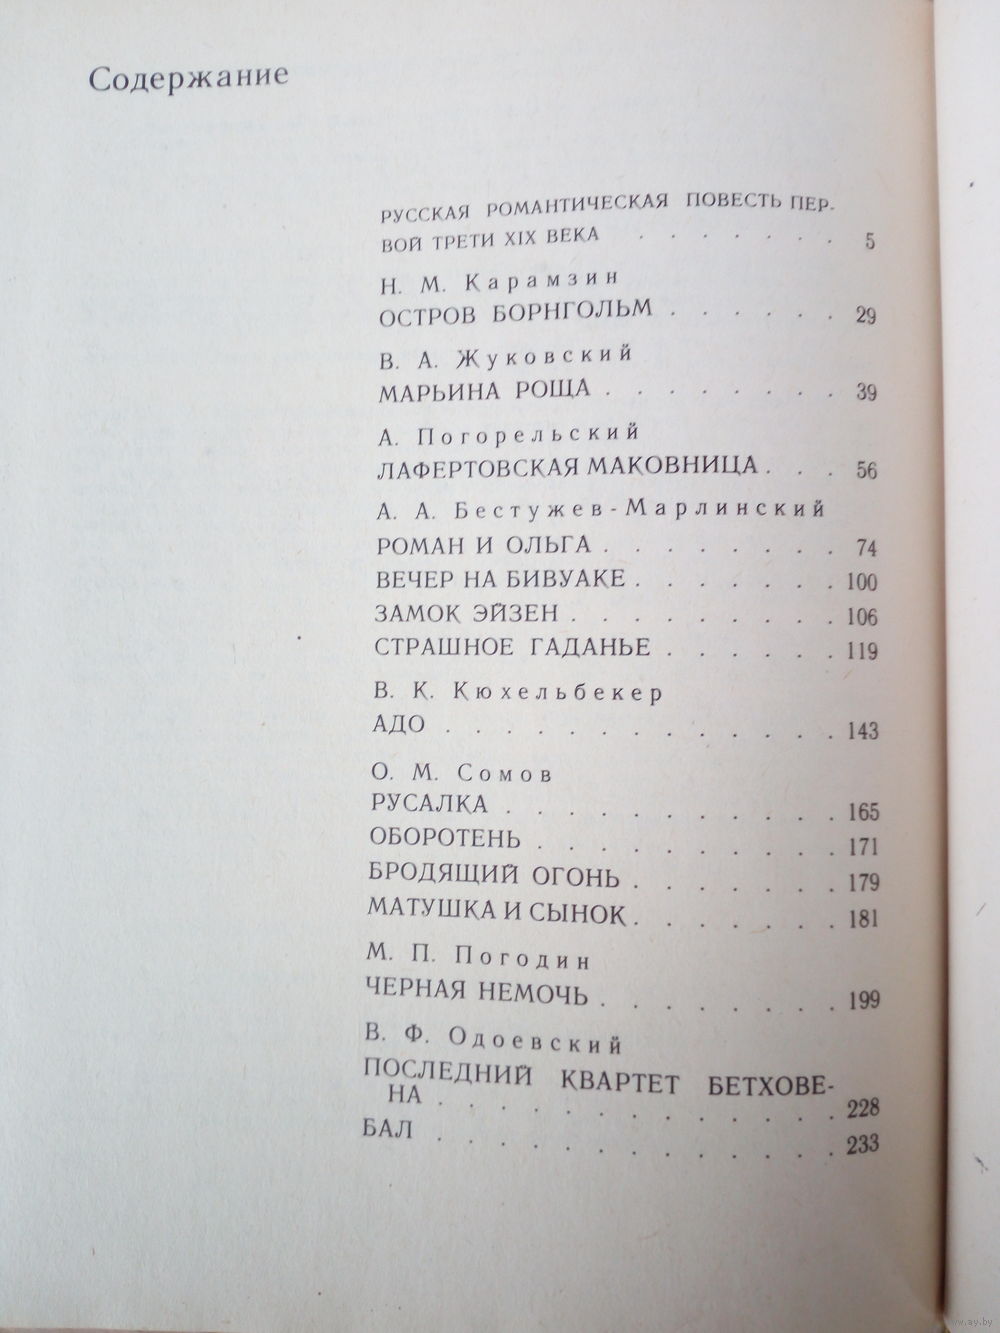 Содержание
РУССКАЯ РОМАНТИЧЕСКАЯ ПОВЕСТЬ ПЕР-
ВОЙ ТРЕТИ XIX ВЕКА . . . . . . . 5
Н. М. Карамзин
ОСТРОВ БОРНГОЛЬМ . . . . . . 29
В. А. Жуковский
МАРЬИНА РОЩА . . . . . . . . 39
А. Погорельский
ЛАФЕРТОВСКАЯ МАКОВНИЦА . . . 56
А. А. Бестужев-Марлинский
РОМАН И ОЛЬГА . . . . . . . . 74
ВЕЧЕР НА БИВУАКЕ . . . . . . . 100
ЗАМОК ЭЙЗЕН . . . . . . . . . 106
СТРАШНОЕ ГАДАНЬЕ . . . . . . 119
В. К. Кюхельбекер
АДО . . . . . . . . . . . . . 143
О. М. Сомов
РУСАЛКА . . . . . . . . . . . 165
ОБОРОТЕНЬ . . . . . . . . . . 171
БРОДЯЩИЙ ОГОНЬ . . . . . . . 179
МАТУШКА И СЫНОК . . . . . . . 181
М. П. Погодин
ЧЕРНАЯ НЕМОЧЬ . . . . . . . . 199
В. Ф. Одоевский
ПОСЛЕДНИЙ КВАРТЕТ БЕТХОВЕ-
НА . . . . . . . . . . . . . 228
БАЛ . . . . . . . . . . . . . 233
www.ay.by